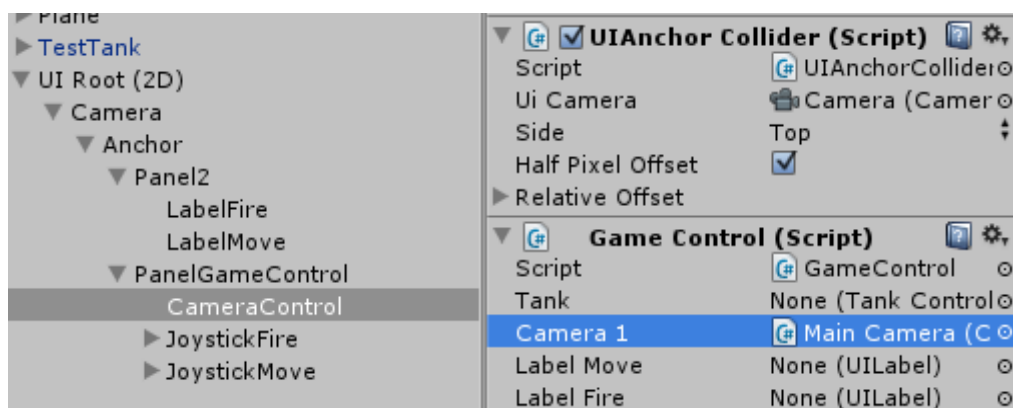 Plane
TestTank
UI Root (2D)
Camera
Anchor
Panel2
LabelFire
LabelMove
PanelGameControl
CameraControl
JoystickFire
JoystickMove
UIAnchor Collider (Script)
Script UIAnchorCollider
Ui Camera Camera (Camer
Side Top
Half Pixel Offset
Relative Offset
Game Control (Script)
Script GameControl
Tank None (Tank Control
Camera 1 Main Camera (C
Label Move None (UILabel)
Label Fire None (UILabel)